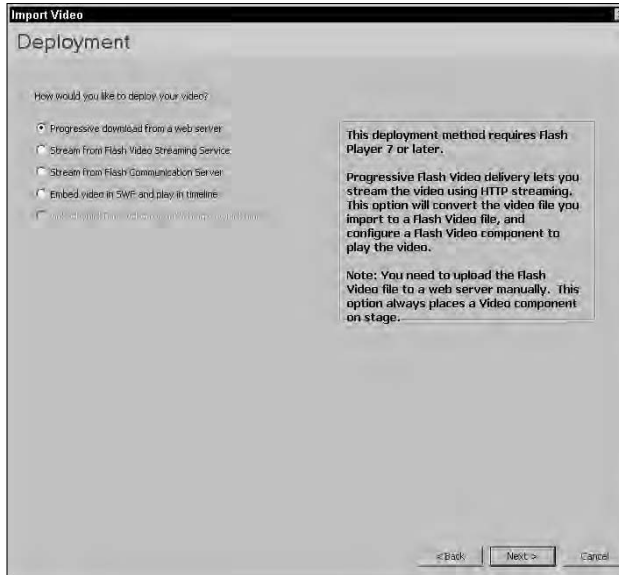 Import Video
Deployment
How would you like to deploy your video?
Progressive download from a web server
Stream from Flash Video Streaming Service
Stream from Flash Communication Server
Embed video in SWF and play in timeline
This deployment method requires Flash
Player 7 or later.
Progressive Flash Video delivery lets you
stream the video using HTTP streaming.
This option will convert the video file you
import to a Flash Video file, and
configure a Flash Video component to
play the video.
Note: You need to upload the Flash
Video file to a web server manually. This
option always places a Video component
on stage.
< Back
Next >
Cancel